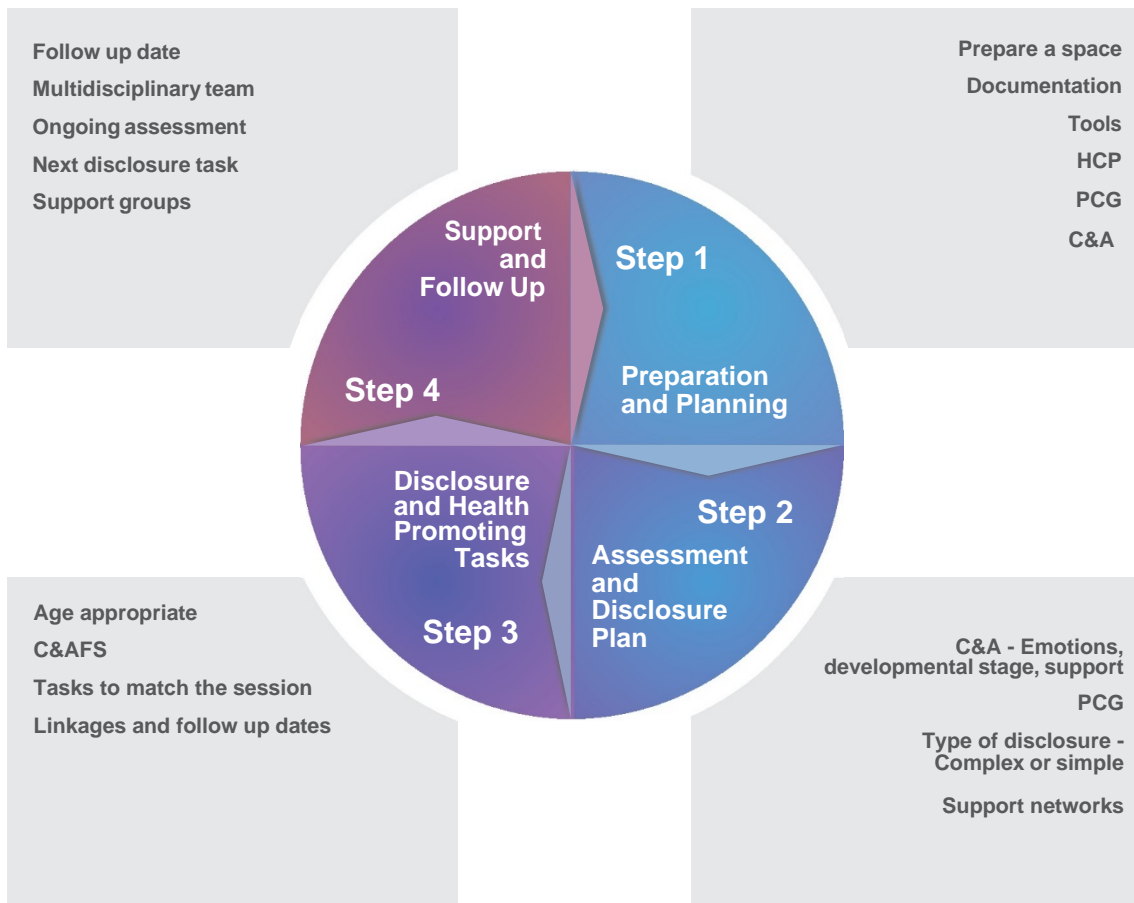 Follow up date
Multidisciplinary team
Ongoing assessment
Next disclosure task
Support groups
Prepare a space
Documentation
Tools
HCP
PCG
C&A
Support
and
Follow Up
Step 4
Step 1
Preparation
and Planning
Disclosure
and Health
Promoting
Tasks
Step 3
Step 2
Assessment
and
Disclosure
Plan
Age appropriate
C&AFS
Tasks to match the session
Linkages and follow up dates
C&A - Emotions,
developmental stage, support
PCG
Type of disclosure -
Complex or simple
Support networks